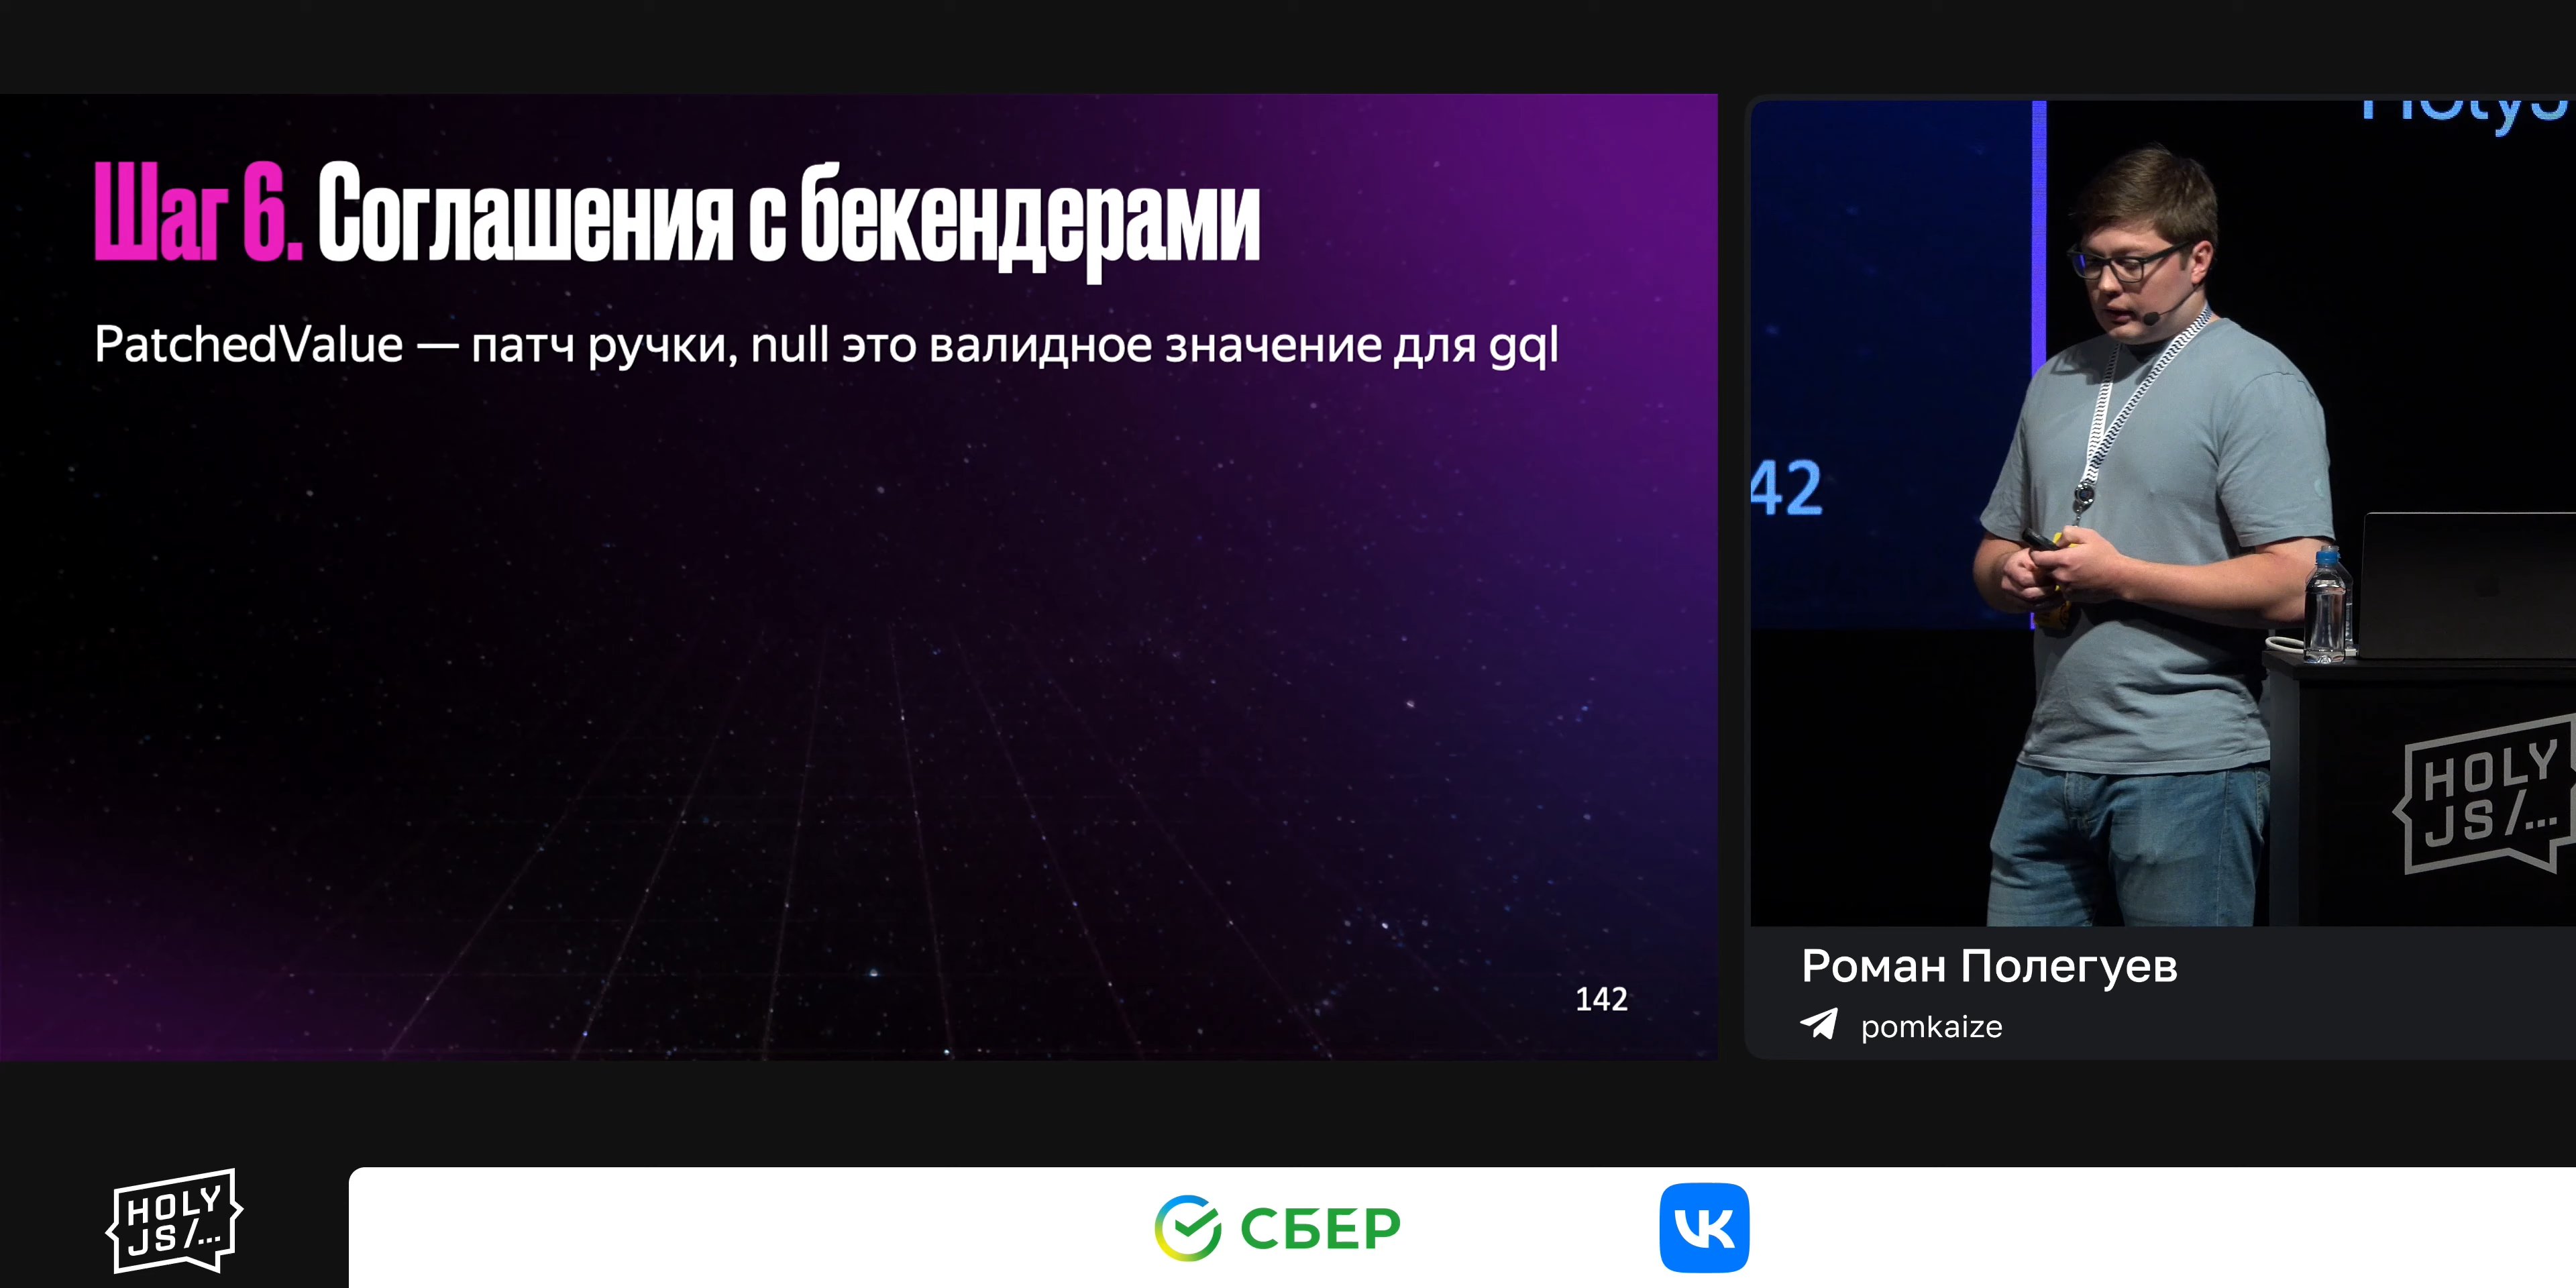 Шаг 6. Соглашения с бекендерами
PatchedValue — патч ручки, null это валидное значение для gql
142
42
HOLY
JS/...
Роман Полегуев
pomkaize
HOLY
JS/...
СБЕР
VK